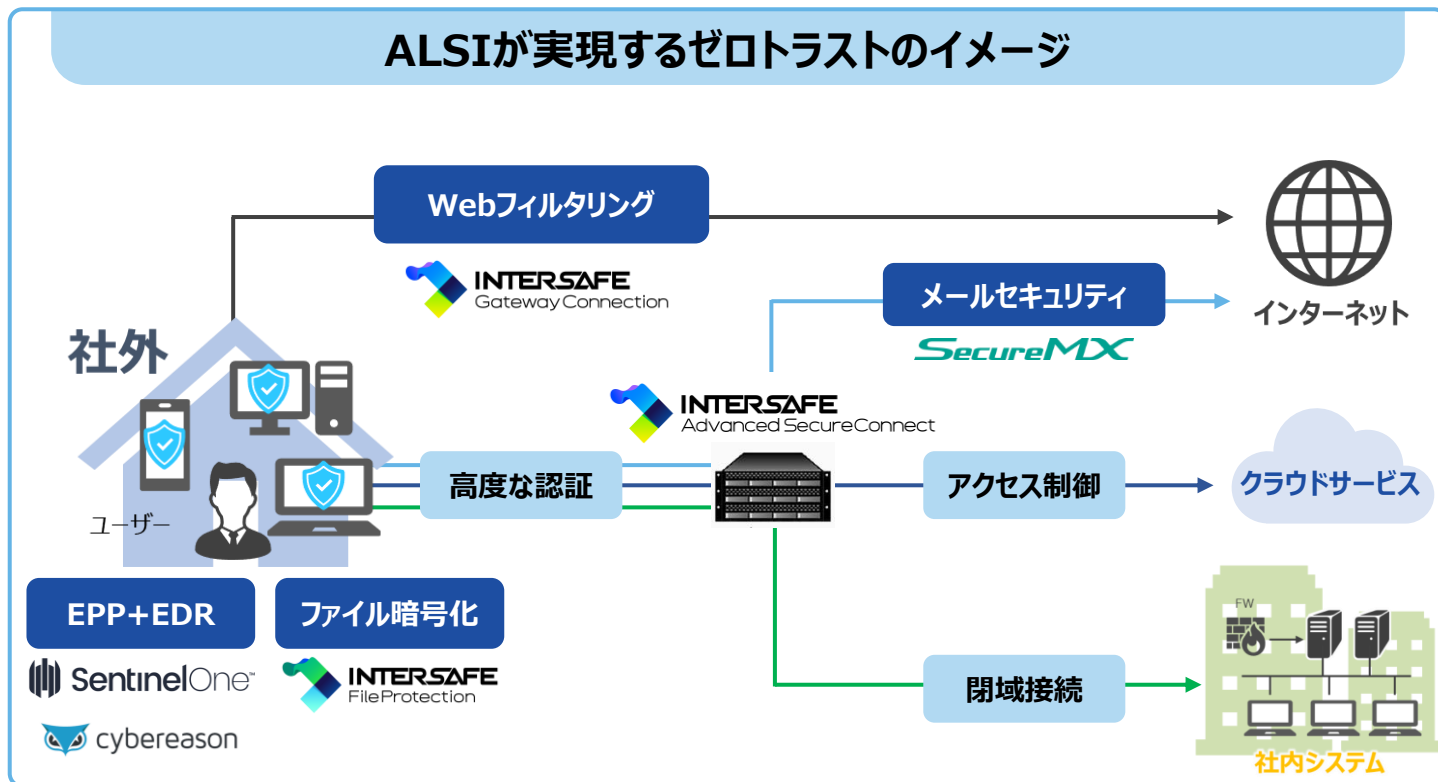 ALSIが実現するゼロトラストのイメージ
Webフィルタリング
INTERSAFE
Gateway Connection
メールセキュリティ
SecureMX
インターネット
社外
INTERSAFE
Advanced SecureConnect
高度な認証
アクセス制御
クラウドサービス
ユーザー
EPP+EDR
ファイル暗号化
SentinelOne™
INTERSAFE
FileProtection
cybereason
閉域接続
FW
社内システム